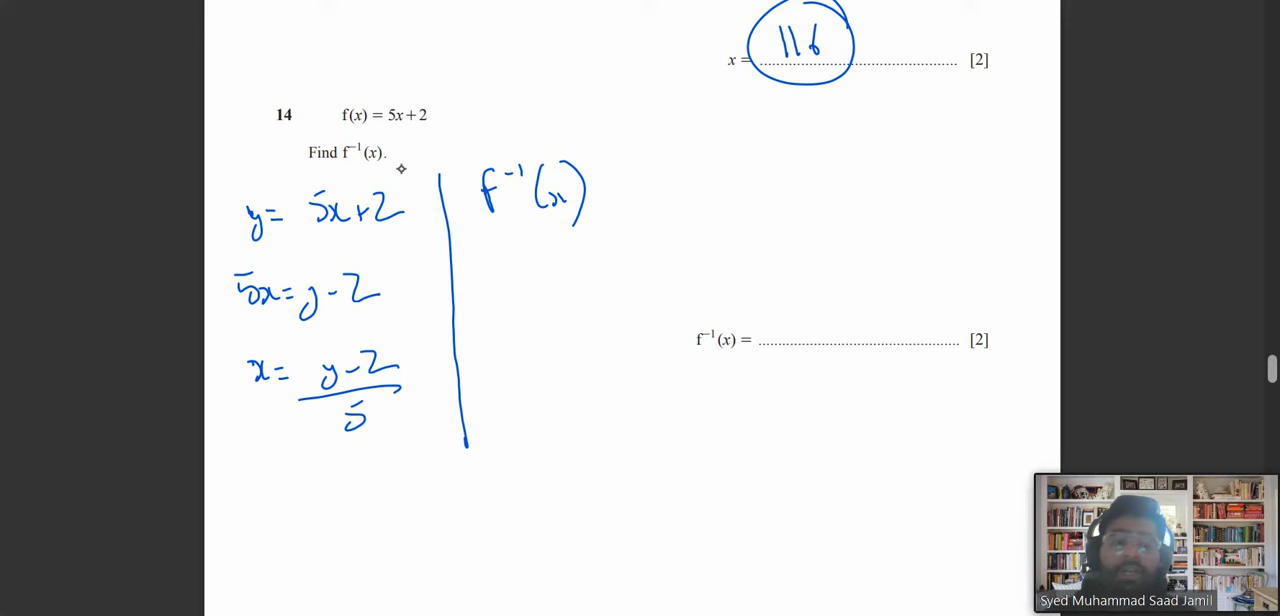 116
x = ........................................ [2]
14 f(x) = 5x + 2
Find f⁻¹(x).
y = 5x + 2
f⁻¹(x)
5x = y - 2
f⁻¹(x) = ........................................ [2]
x = y - 2
5
Syed Muhammad Saad Jamil